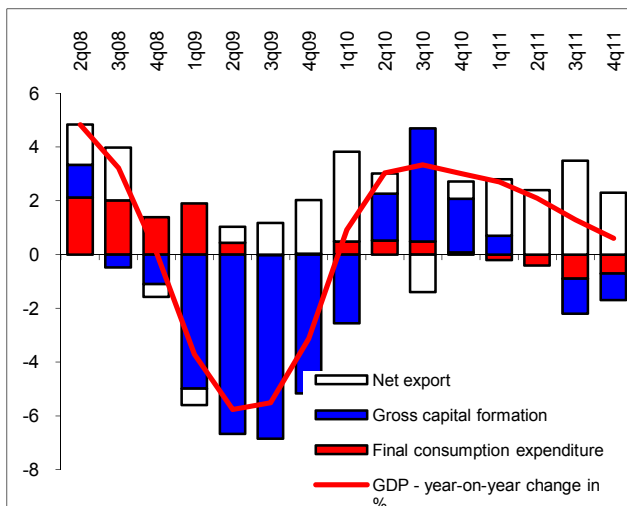 2q08 3q08 4q08 1q09 2q09 3q09 4q09 1q10 2q10 3q10 4q10 1q11 2q11 3q11 4q11
6
4
2
0
-2
-4
-6
-8
Net export
Gross capital formation
Final consumption expenditure
GDP - year-on-year change in
%